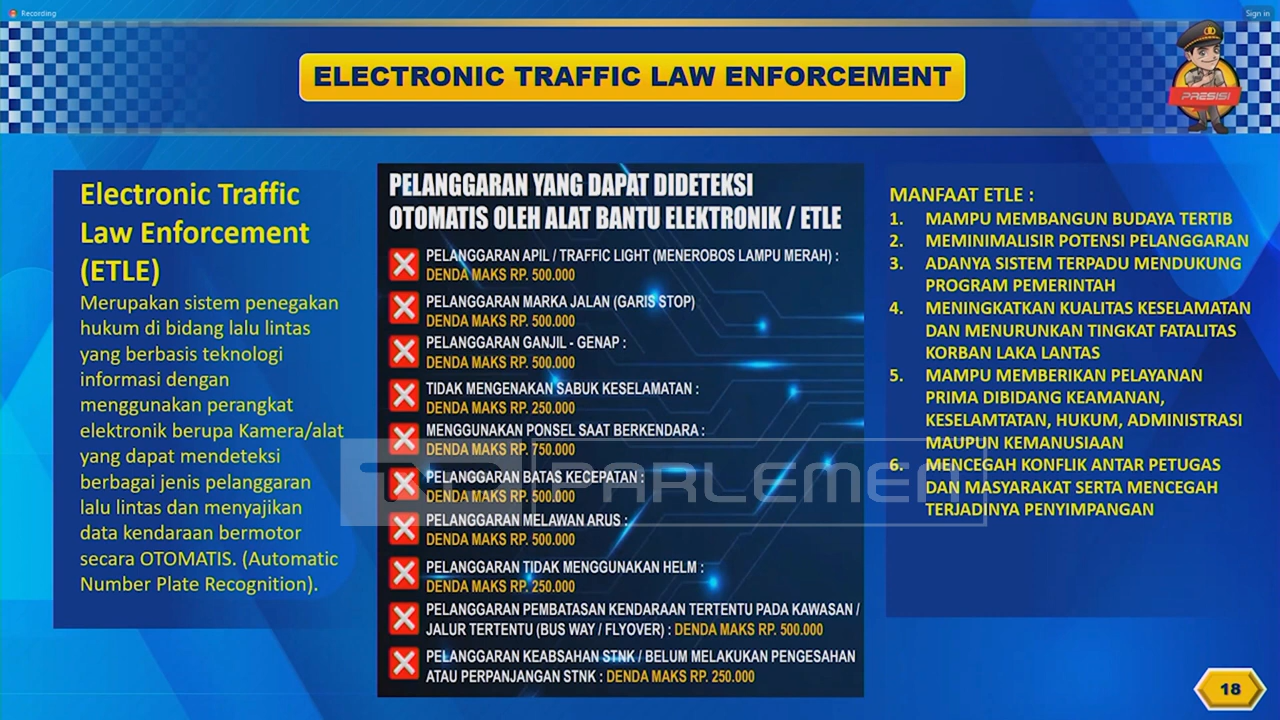 Recording
Sign in
ELECTRONIC TRAFFIC LAW ENFORCEMENT
PRESISI
Electronic Traffic
Law Enforcement
(ETLE)
Merupakan sistem penegakan
hukum di bidang lalu lintas
yang berbasis teknologi
informasi dengan
menggunakan perangkat
elektronik berupa Kamera/alat
yang dapat mendeteksi
berbagai jenis pelanggaran
lalu lintas dan menyajikan
data kendaraan bermotor
secara OTOMATIS. (Automatic
Number Plate Recognition).
PELANGGARAN YANG DAPAT DIDETEKSI
OTOMATIS OLEH ALAT BANTU ELEKTRONIK / ETLE
PELANGGARAN APIL / TRAFFIC LIGHT (MENEROBOS LAMPU MERAH) :
DENDA MAKS RP. 500.000
PELANGGARAN MARKA JALAN (GARIS STOP)
DENDA MAKS RP. 500.000
PELANGGARAN GANJIL - GENAP :
DENDA MAKS RP. 500.000
TIDAK MENGENAKAN SABUK KESELAMATAN :
DENDA MAKS RP. 250.000
MENGGUNAKAN PONSEL SAAT BERKENDARA :
DENDA MAKS RP. 750.000
PELANGGARAN BATAS KECEPATAN :
DENDA MAKS RP. 500.000
PELANGGARAN MELAWAN ARUS :
DENDA MAKS RP. 500.000
PELANGGARAN TIDAK MENGGUNAKAN HELM :
DENDA MAKS RP. 250.000
PELANGGARAN PEMBATASAN KENDARAAN TERTENTU PADA KAWASAN /
JALUR TERTENTU (BUS WAY / FLYOVER) : DENDA MAKS RP. 500.000
PELANGGARAN KEABSAHAN STNK / BELUM MELAKUKAN PENGESAHAN
ATAU PERPANJANGAN STNK : DENDA MAKS RP. 250.000
MANFAAT ETLE :
1. MAMPU MEMBANGUN BUDAYA TERTIB
2. MEMINIMALISIR POTENSI PELANGGARAN
3. ADANYA SISTEM TERPADU MENDUKUNG
PROGRAM PEMERINTAH
4. MENINGKATKAN KUALITAS KESELAMATAN
DAN MENURUNKAN TINGKAT FATALITAS
KORBAN LAKA LANTAS
5. MAMPU MEMBERIKAN PELAYANAN
PRIMA DIBIDANG KEAMANAN,
KESELAMTATAN, HUKUM, ADMINISTRASI
MAUPUN KEMANUSIAAN
6. MENCEGAH KONFLIK ANTAR PETUGAS
DAN MASYARAKAT SERTA MENCEGAH
TERJADINYA PENYIMPANGAN
PARLEMEN
18